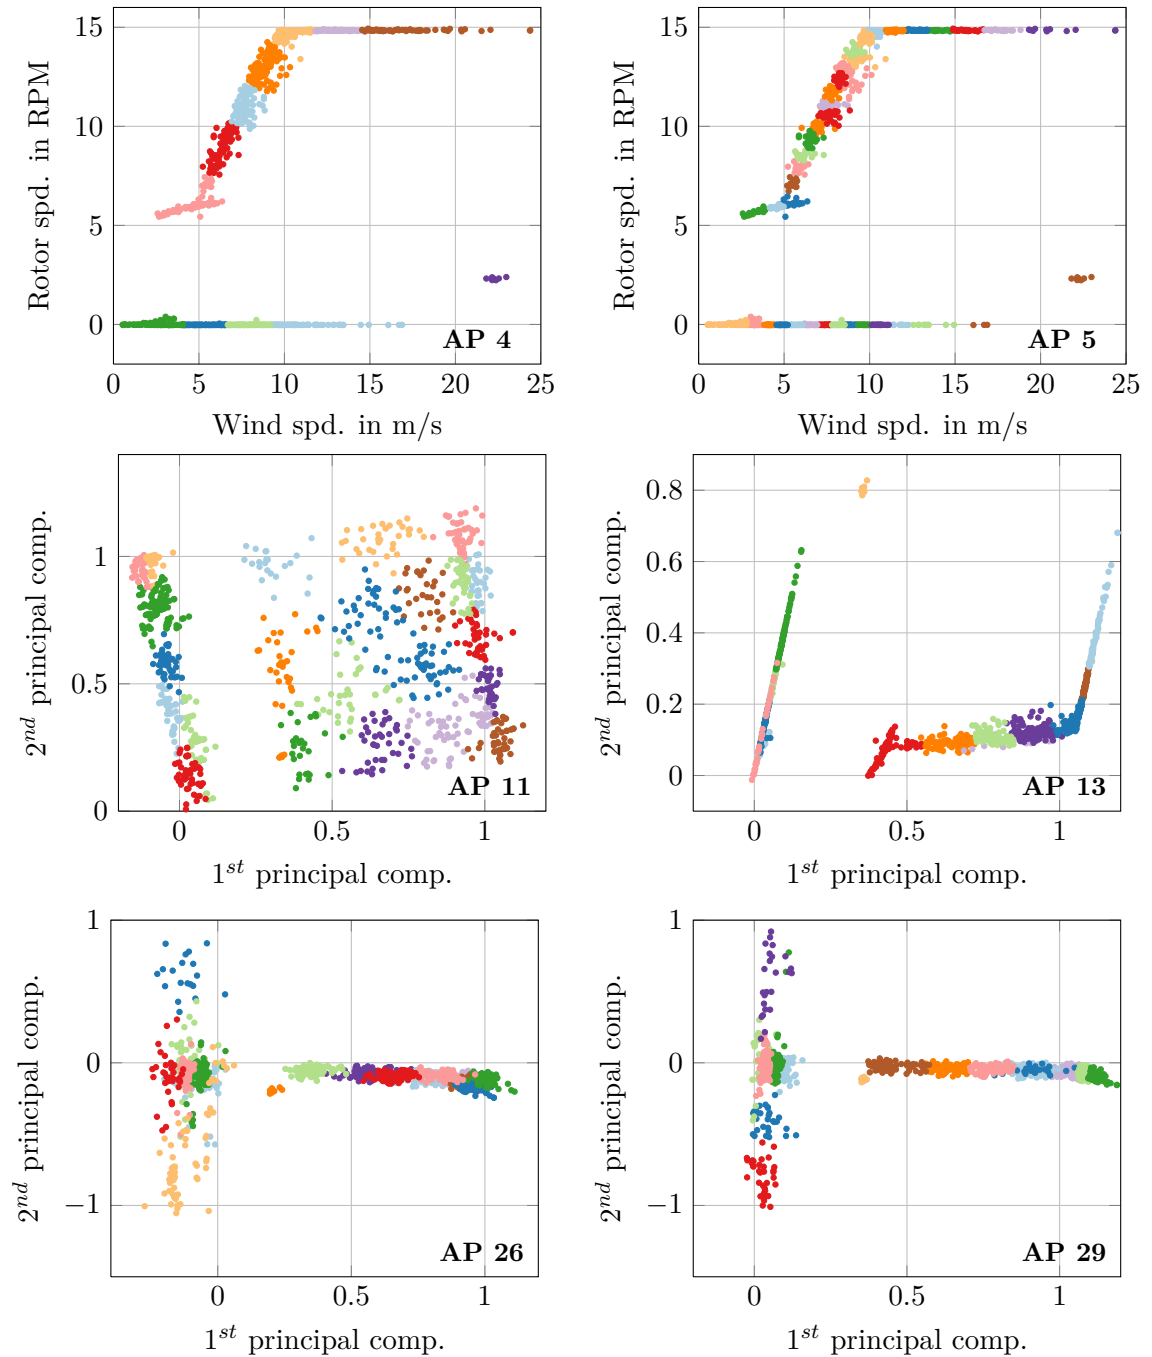 15
10
5
0
Rotor spd. in RPM
AP 4
0 5 10 15 20 25
Wind spd. in m/s
15
10
5
0
Rotor spd. in RPM
AP 5
0 5 10 15 20 25
Wind spd. in m/s
1
0.5
0
2nd principal comp.
AP 11
0 0.5 1
1st principal comp.
0.8
0.6
0.4
0.2
0
2nd principal comp.
AP 13
0 0.5 1
1st principal comp.
1
0
−1
2nd principal comp.
AP 26
0 0.5 1
1st principal comp.
1
0
−1
2nd principal comp.
AP 29
0 0.5 1
1st principal comp.